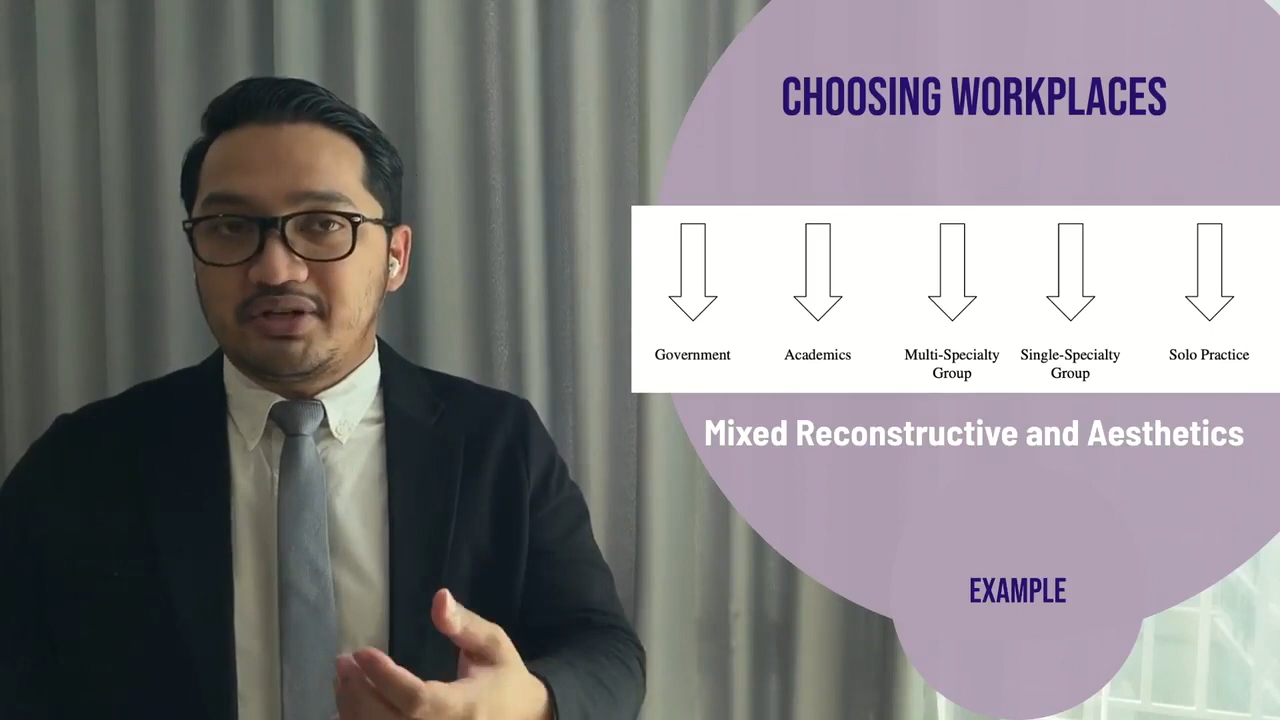 CHOOSING WORKPLACES
Government
Academics
Multi-Specialty
Group
Single-Specialty
Group
Solo Practice
Mixed Reconstructive and Aesthetics
EXAMPLE